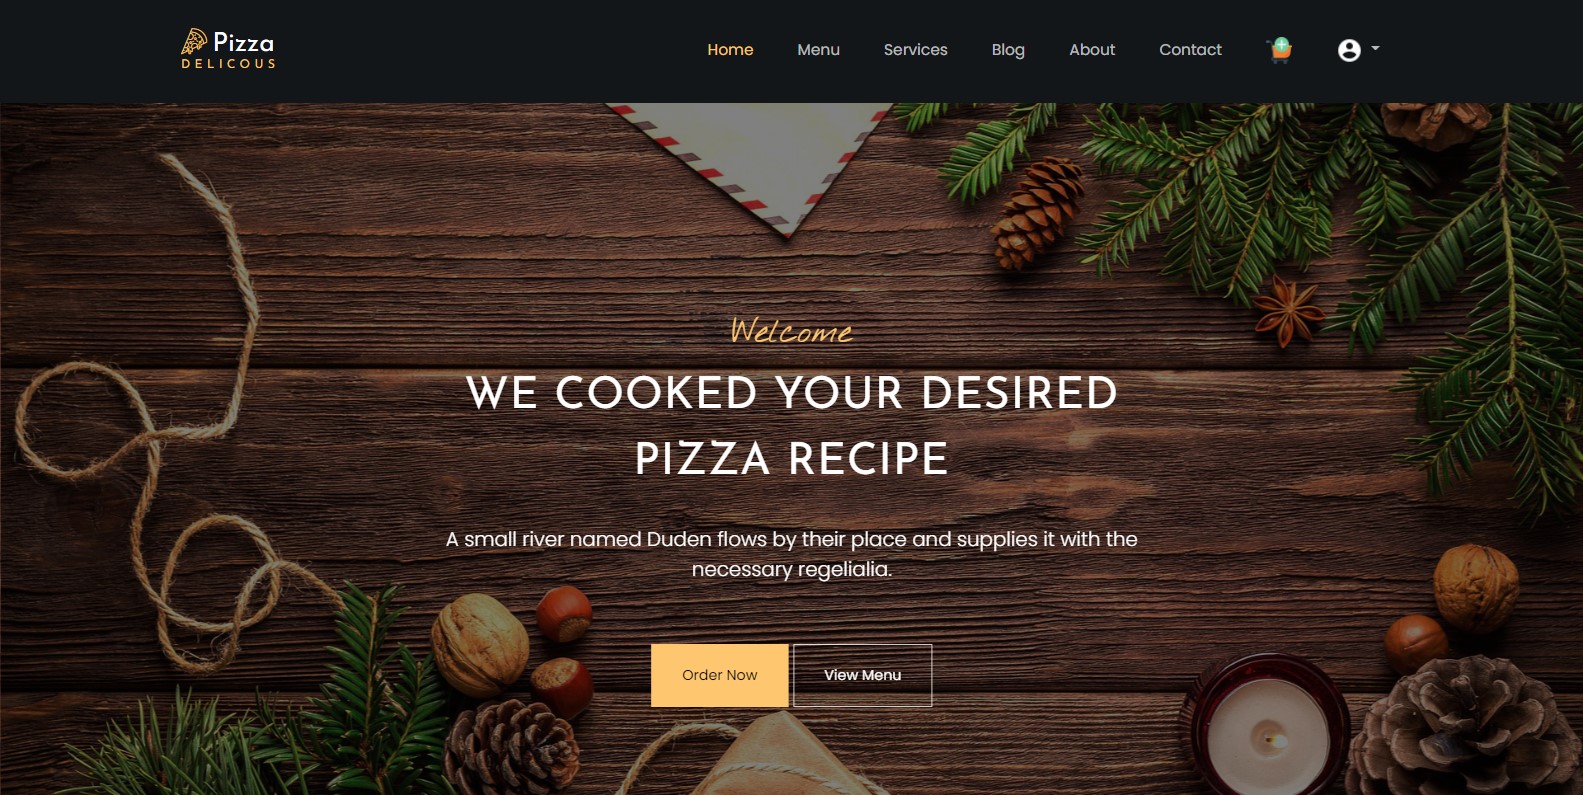 Pizza
DELICOUS
Home Menu Services Blog About Contact
Welcome
WE COOKED YOUR DESIRED
PIZZA RECIPE
A small river named Duden flows by their place and supplies it with the
necessary regelialia.
Order Now View Menu